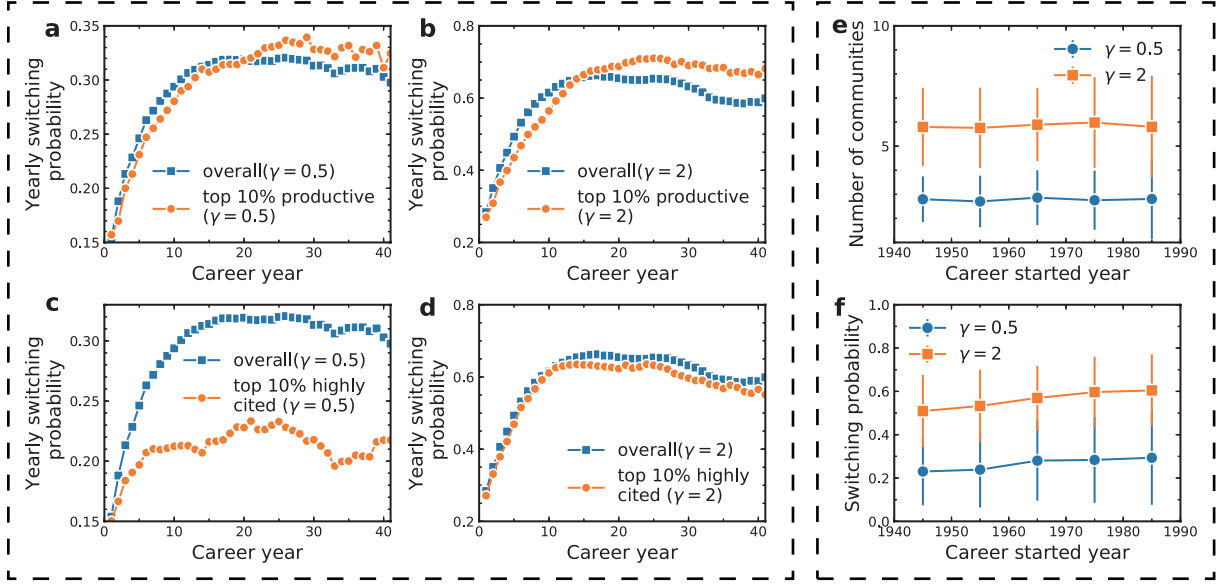 a
Yearly switching
probability
0.35
0.30
0.25
0.20
0.15
overall(γ = 0.5)
top 10% productive
(γ = 0.5)
0 10 20 30 40
Career year
b
Yearly switching
probability
0.8
0.6
0.4
0.2
overall(γ = 2)
top 10% productive
(γ = 2)
0 10 20 30 40
Career year
c
Yearly switching
probability
0.30
0.25
0.20
0.15
overall(γ = 0.5)
top 10% highly
cited (γ = 0.5)
0 10 20 30 40
Career year
d
Yearly switching
probability
0.8
0.6
0.4
0.2
overall(γ = 2)
top 10% highly
cited (γ = 2)
0 10 20 30 40
Career year
e
Number of communities
10
5
γ = 0.5
γ = 2
1940 1950 1960 1970 1980 1990
Career started year
f
Switching probability
1.0
0.8
0.6
0.4
0.2
0.0
γ = 0.5
γ = 2
1940 1950 1960 1970 1980 1990
Career started year